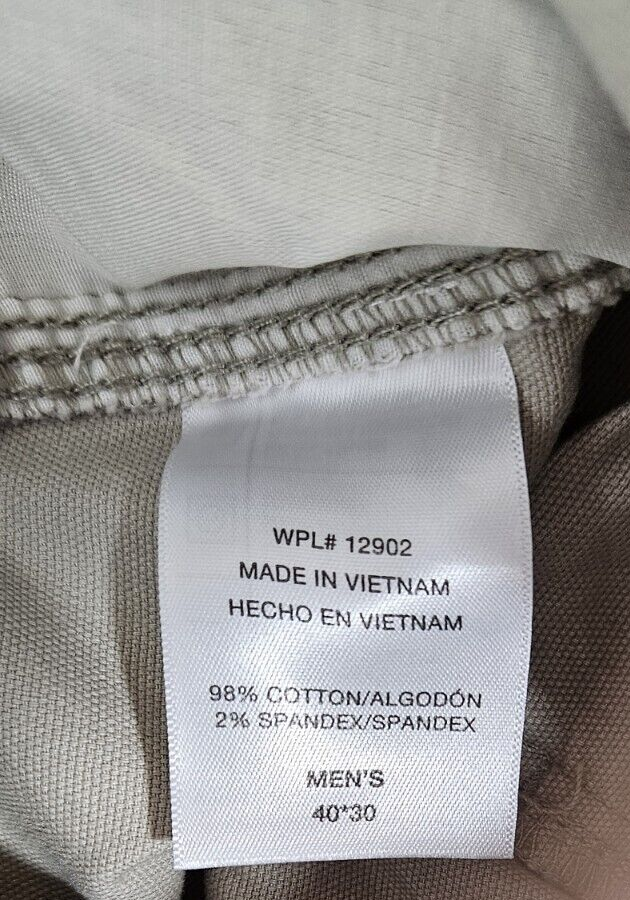 WPL# 12902
MADE IN VIETNAM
HECHO EN VIETNAM
98% COTTON/ALGODÓN
2% SPANDEX/SPANDEX
MEN'S
40*30